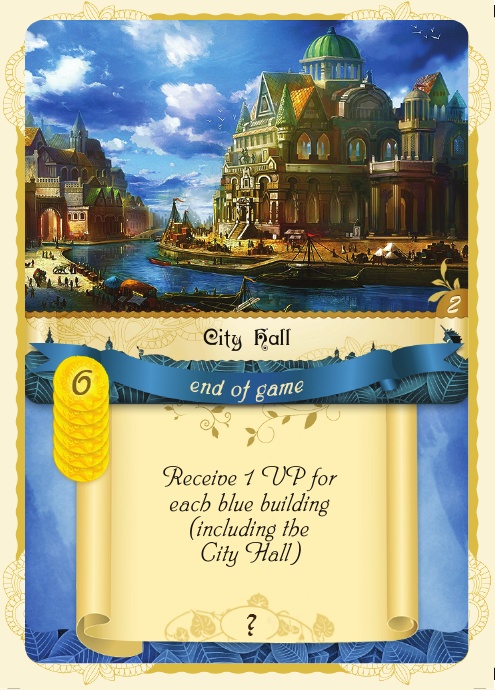 2
City Hall
6
end of game
Receive 1 VP for
each blue building
(including the
City Hall)
?